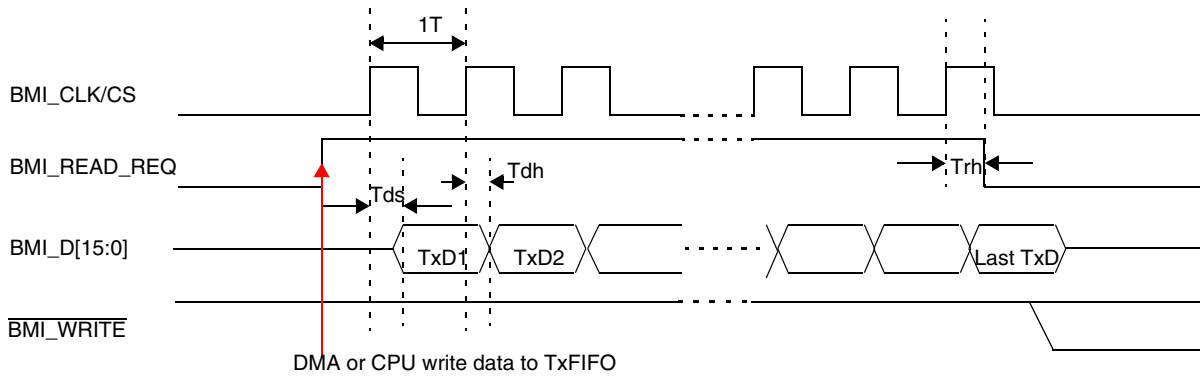 1T
BMI_CLK/CS
BMI_READ_REQ
Tds
Tdh
Trh
BMI_D[15:0]
TxD1
TxD2
Last TxD
BMI_WRITE
DMA or CPU write data to TxFIFO